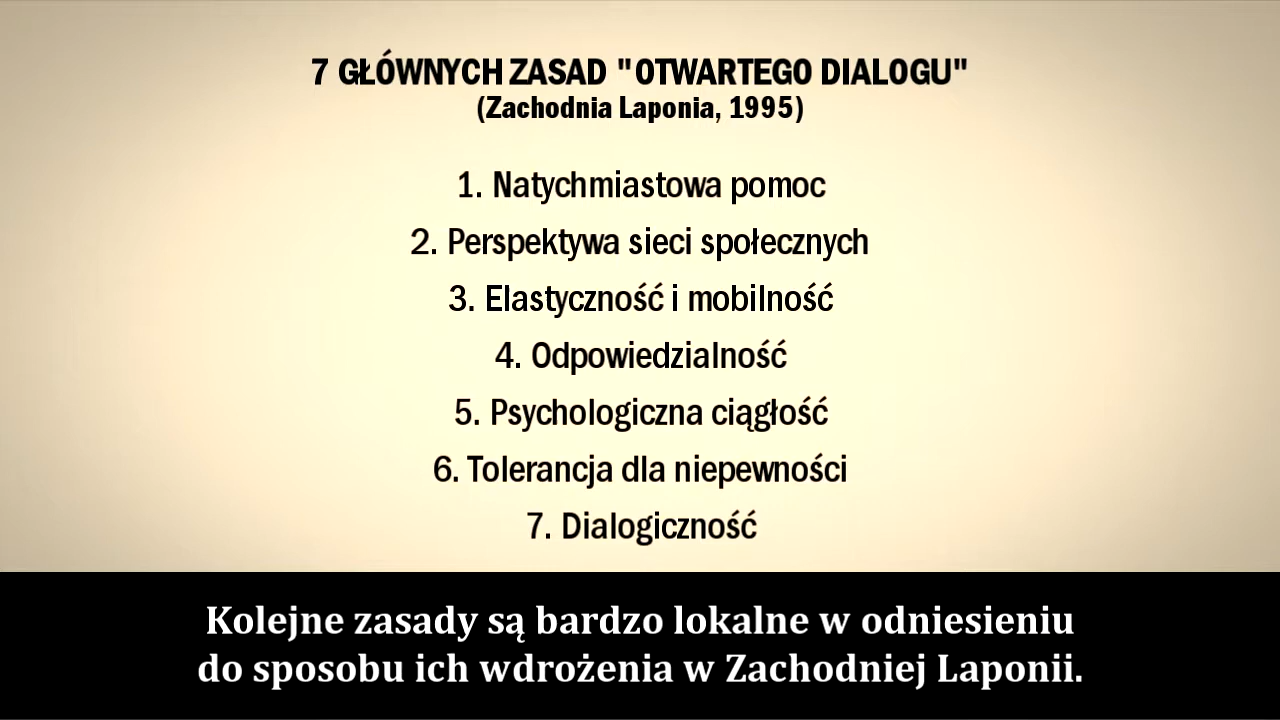 7 GŁÓWNYCH ZASAD "OTWARTEGO DIALOGU"
(Zachodnia Laponia, 1995)
1. Natychmiastowa pomoc
2. Perspektywa sieci społecznych
3. Elastyczność i mobilność
4. Odpowiedzialność
5. Psychologiczna ciągłość
6. Tolerancja dla niepewności
7. Dialogiczność
Kolejne zasady są bardzo lokalne w odniesieniu
do sposobu ich wdrożenia w Zachodniej Laponii.